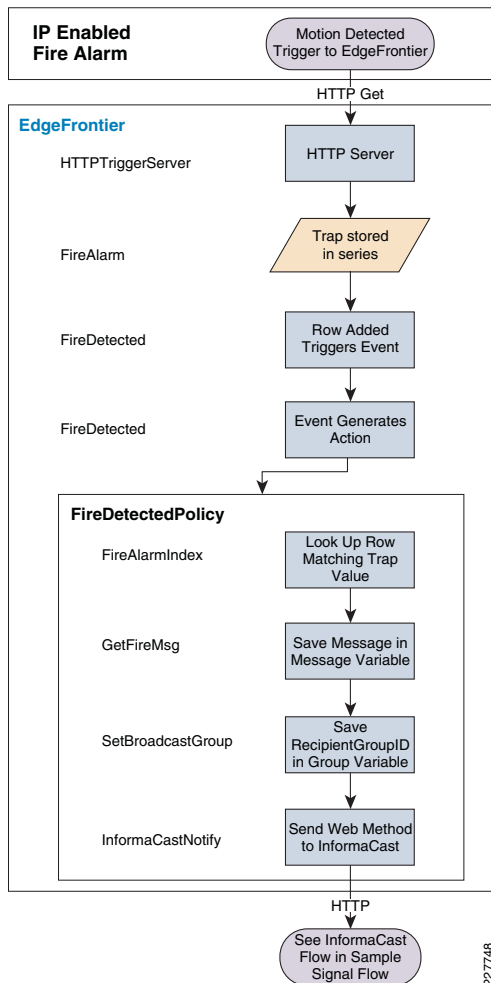 IP Enabled
Fire Alarm
Motion Detected
Trigger to EdgeFrontier
HTTP Get
EdgeFrontier
HTTPTriggerServer
HTTP Server
FireAlarm
Trap stored
in series
FireDetected
Row Added
Triggers Event
FireDetected
Event Generates
Action
FireDetectedPolicy
FireAlarmIndex
Look Up Row
Matching Trap
Value
GetFireMsg
Save Message in
Message Variable
SetBroadcastGroup
Save
RecipientGroupID
in Group Variable
InformaCastNotify
Send Web Method
to InformaCast
HTTP
See InformaCast
Flow in Sample
Signal Flow
227748